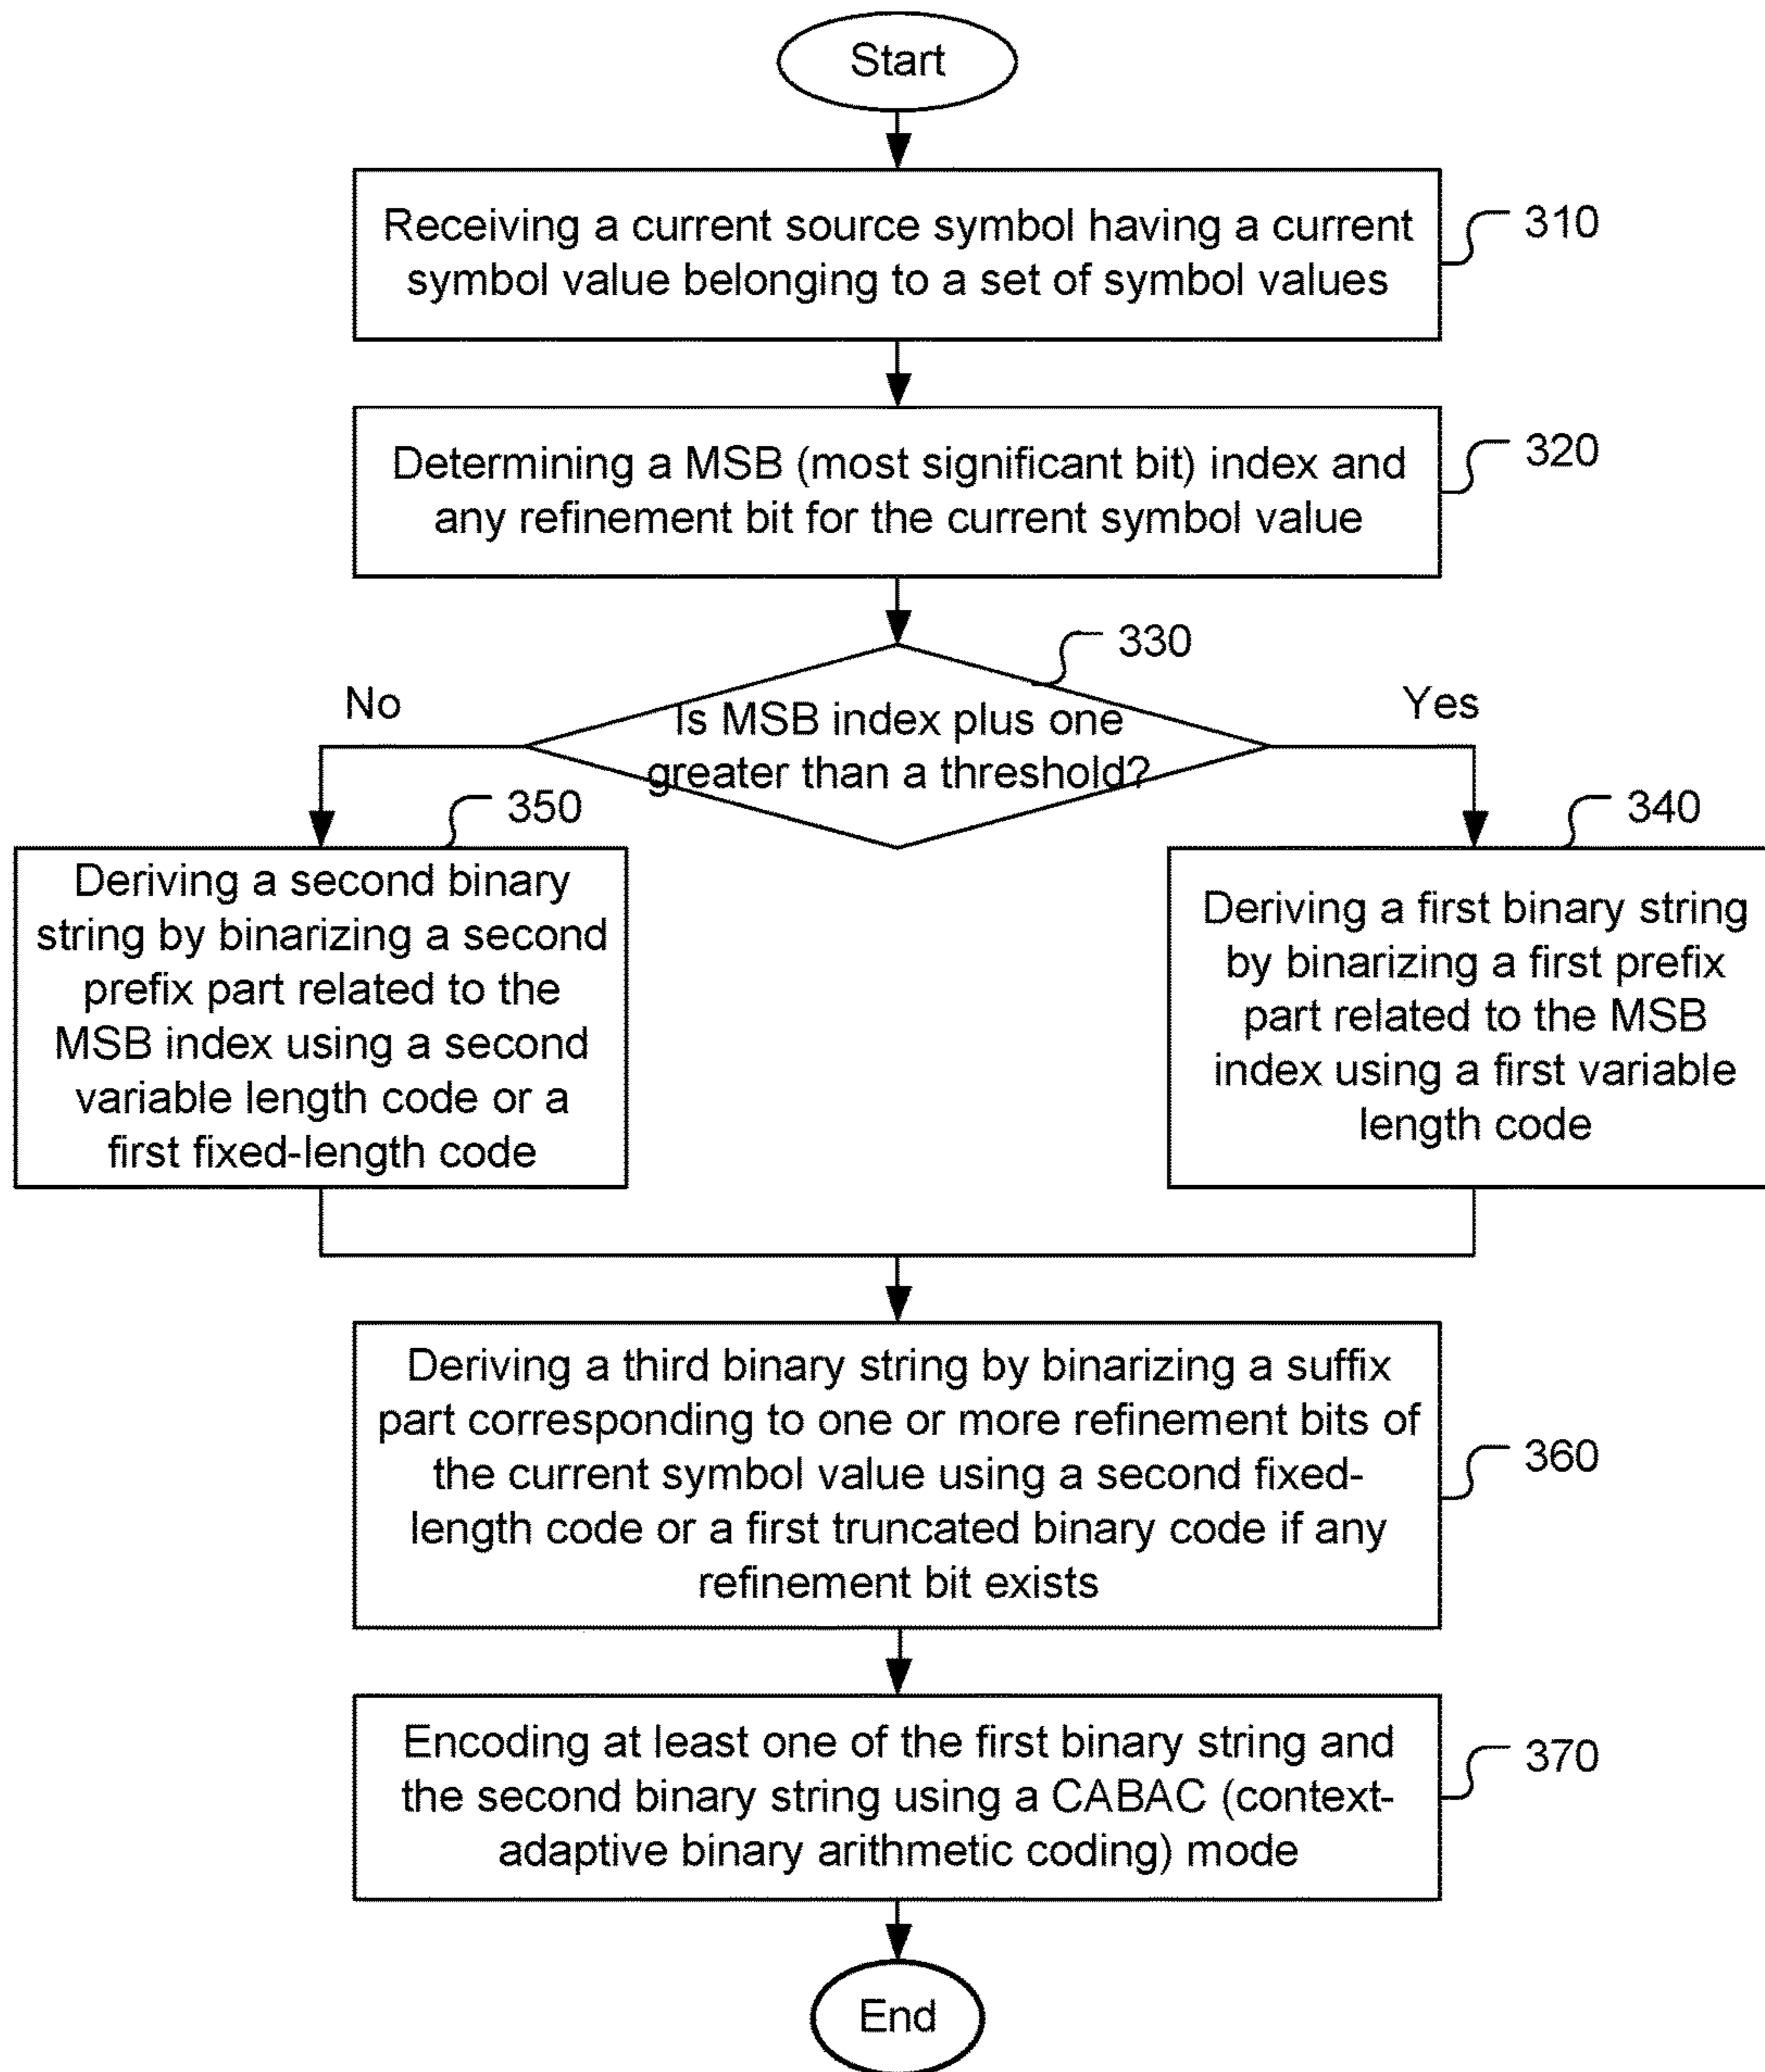 Start
Receiving a current source symbol having a current
symbol value belonging to a set of symbol values
310
Determining a MSB (most significant bit) index and
any refinement bit for the current symbol value
320
330
Is MSB index plus one
greater than a threshold?
No
Yes
350
Deriving a second binary
string by binarizing a second
prefix part related to the
MSB index using a second
variable length code or a
first fixed-length code
340
Deriving a first binary string
by binarizing a first prefix
part related to the MSB
index using a first variable
length code
Deriving a third binary string by binarizing a suffix
part corresponding to one or more refinement bits of
the current symbol value using a second fixed-
length code or a first truncated binary code if any
refinement bit exists
360
Encoding at least one of the first binary string and
the second binary string using a CABAC (context-
adaptive binary arithmetic coding) mode
370
End